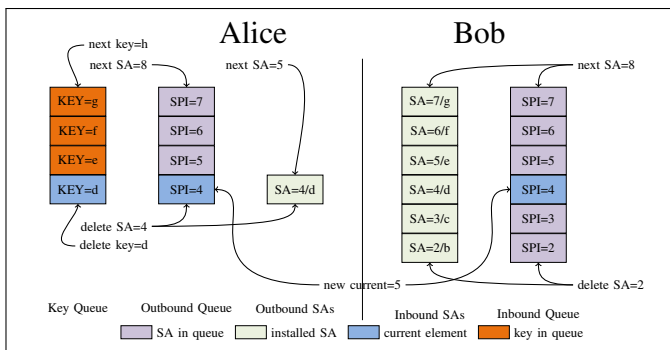 Alice
Bob
next key=h
next SA=8
next SA=5
next SA=8
KEY=g
SPI=7
SA=7/g
SPI=7
KEY=f
SPI=6
SA=6/f
SPI=6
KEY=e
SPI=5
SA=5/e
SPI=5
KEY=d
SPI=4
SA=4/d
SA=4/d
SPI=4
SA=3/c
SPI=3
delete SA=4
delete key=d
SA=2/b
SPI=2
new current=5
delete SA=2
Key Queue
Outbound Queue
Outbound SAs
Inbound SAs
Inbound Queue
SA in queue
installed SA
current element
key in queue